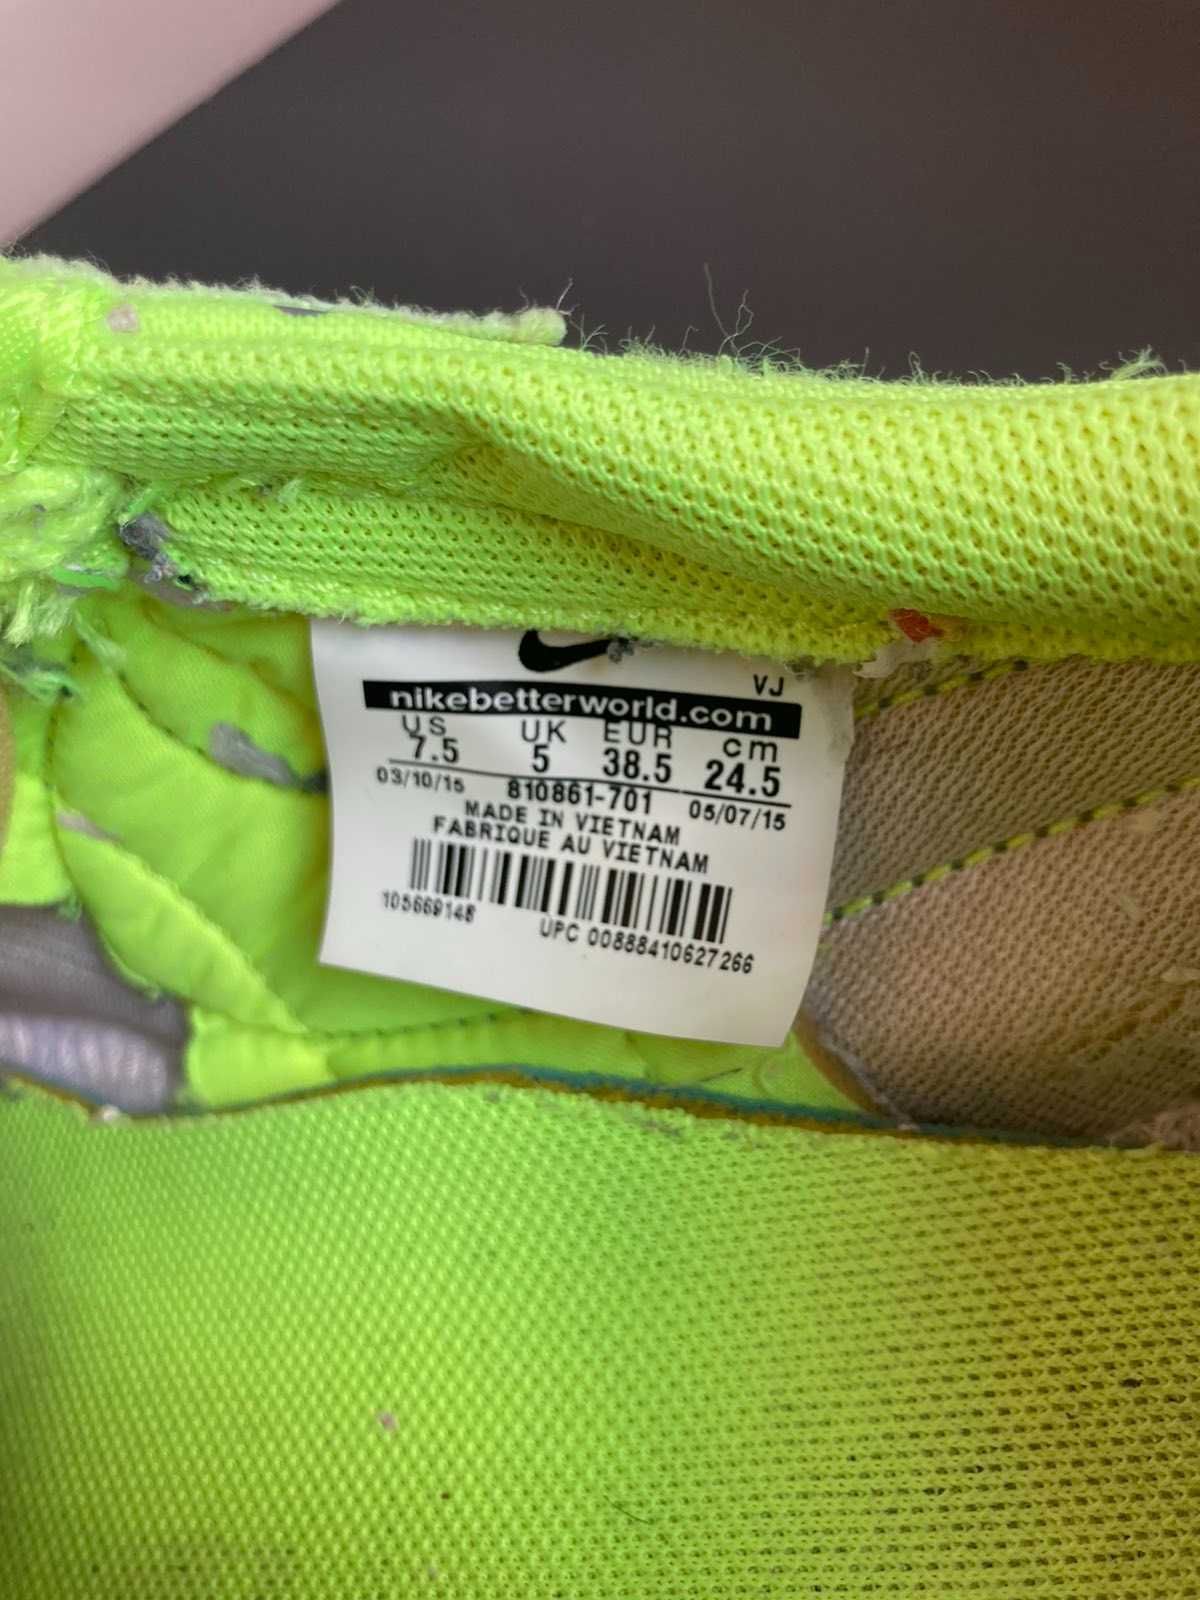 VJ
nikebetterworld.com
US UK EUR cm
7.5 5 38.5 24.5
03/10/15 810861-701 05/07/15
MADE IN VIETNAM
FABRIQUE AU VIETNAM
105669148
UPC 00888410627266